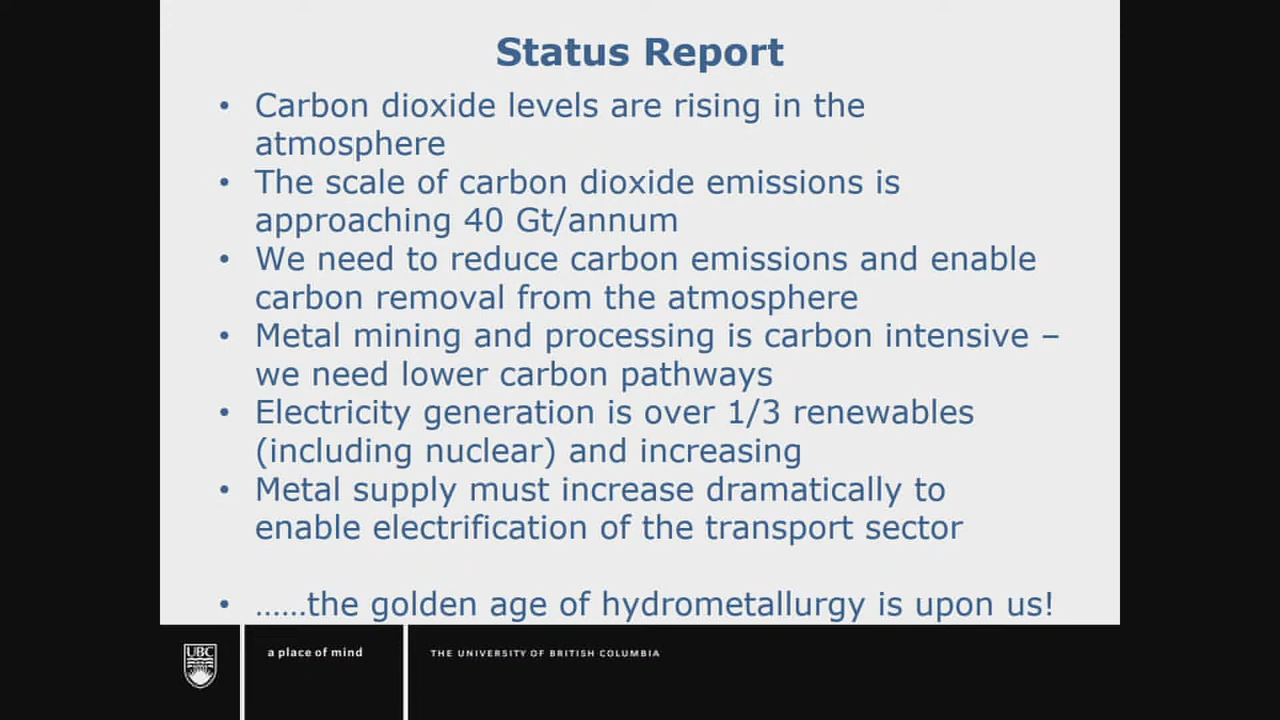 Status Report
• Carbon dioxide levels are rising in the
atmosphere
• The scale of carbon dioxide emissions is
approaching 40 Gt/annum
• We need to reduce carbon emissions and enable
carbon removal from the atmosphere
• Metal mining and processing is carbon intensive –
we need lower carbon pathways
• Electricity generation is over 1/3 renewables
(including nuclear) and increasing
• Metal supply must increase dramatically to
enable electrification of the transport sector
• ……the golden age of hydrometallurgy is upon us!
UBC
a place of mind
THE UNIVERSITY OF BRITISH COLUMBIA